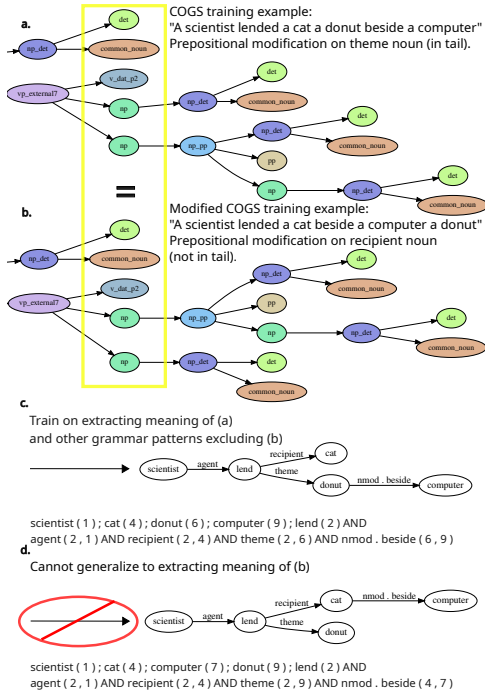 a.
COGS training example:
"A scientist lended a cat a donut beside a computer"
Prepositional modification on theme noun (in tail).
det
np_det
common_noun
v_dat_p2
vp_external7
np
np_det
det
common_noun
np
np_pp
np_det
det
common_noun
pp
np
np_det
det
common_noun
=
b.
Modified COGS training example:
"A scientist lended a cat beside a computer a donut"
Prepositional modification on recipient noun
(not in tail).
det
np_det
common_noun
v_dat_p2
vp_external7
np
np_pp
np_det
det
common_noun
pp
np
np_det
det
common_noun
np
np_det
det
common_noun
c.
Train on extracting meaning of (a)
and other grammar patterns excluding (b)
scientist
agent
lend
recipient
cat
theme
donut
nmod . beside
computer
scientist ( 1 ) ; cat ( 4 ) ; donut ( 6 ) ; computer ( 9 ) ; lend ( 2 ) AND
agent ( 2 , 1 ) AND recipient ( 2 , 4 ) AND theme ( 2 , 6 ) AND nmod . beside ( 6 , 9 )
d.
Cannot generalize to extracting meaning of (b)
scientist
agent
lend
recipient
cat
nmod . beside
computer
theme
donut
scientist ( 1 ) ; cat ( 4 ) ; computer ( 7 ) ; donut ( 9 ) ; lend ( 2 ) AND
agent ( 2 , 1 ) AND recipient ( 2 , 4 ) AND theme ( 2 , 9 ) AND nmod . beside ( 4 , 7 )